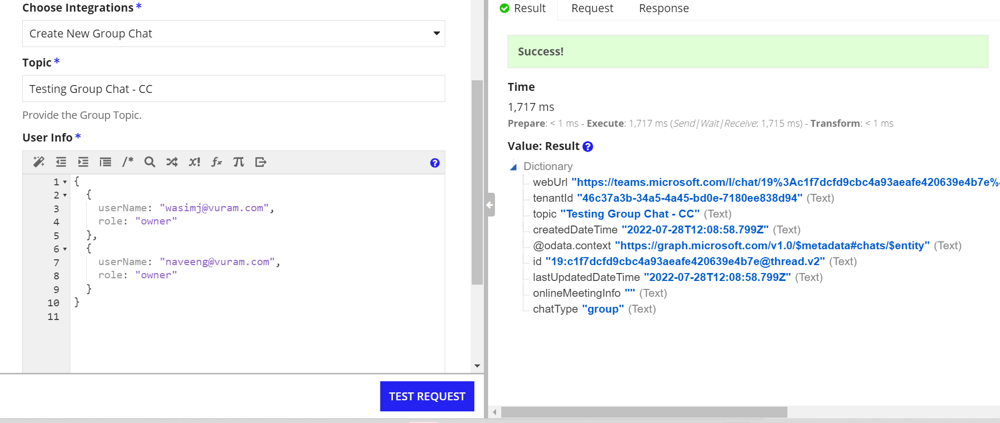 Choose Integrations *
Create New Group Chat
Topic *
Testing Group Chat - CC
Provide the Group Topic.
User Info *
/*
x!
fx
π
?
1 {
2 {
3 userName: "wasimj@vuram.com",
4 role: "owner"
5 },
6 {
7 userName: "naveeng@vuram.com",
8 role: "owner"
9 }
10 }
11
TEST REQUEST
Result Request Response
Success!
Time
1,717 ms
Prepare: < 1 ms - Execute: 1,717 ms (Send|Wait|Receive: 1,715 ms) - Transform: < 1 ms
Value: Result ?
Dictionary
webUrl "https://teams.microsoft.com/l/chat/19%3Ac1f7dcfd9cbc4a93aeafe420639e4b7e%
tenantId "46c37a3b-34a5-4a45-bd0e-7180ee838d94" (Text)
topic "Testing Group Chat - CC" (Text)
createdDateTime "2022-07-28T12:08:58.799Z" (Text)
@odata.context "https://graph.microsoft.com/v1.0/$metadata#chats/$entity" (Text)
id "19:c1f7dcfd9cbc4a93aeafe420639e4b7e@thread.v2" (Text)
lastUpdatedDateTime "2022-07-28T12:08:58.799Z" (Text)
onlineMeetingInfo "" (Text)
chatType "group" (Text)